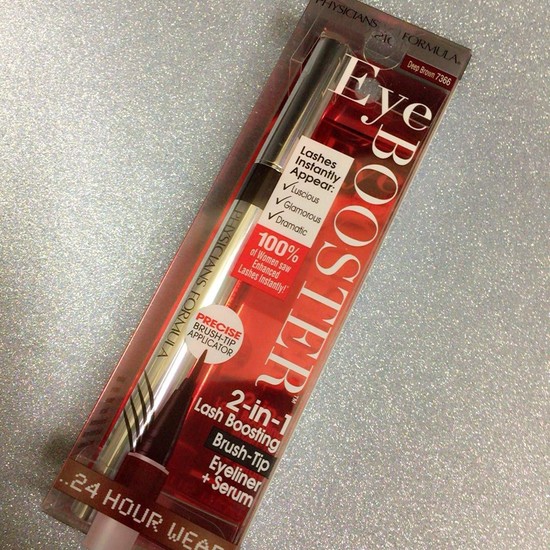 PHYSICIANS FORMULA®
Deep Brown 7366
Eye
BOOSTER™
Lashes
Instantly
Appear:
✓Luscious
✓Glamorous
✓Dramatic
100%
of Women saw
Enhanced
Lashes Instantly!*
PHYSICIANS FORMULA
PRECISE
BRUSH-TIP
APPLICATOR
2-in-1
Lash Boosting
Brush-Tip
Eyeliner
+ Serum
..24 HOUR WEAR